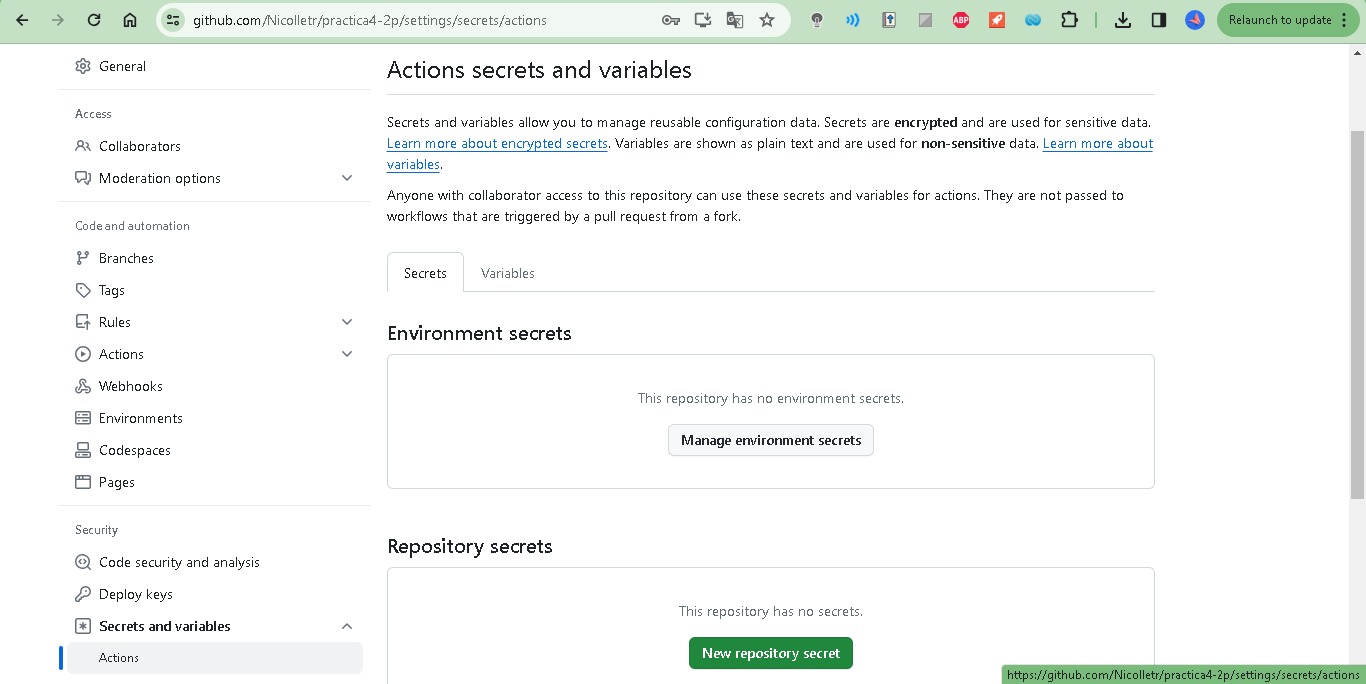 github.com/Nicolletr/practica4-2p/settings/secrets/actions
ABP
Relaunch to update
General
Access
Collaborators
Moderation options
Code and automation
Branches
Tags
Rules
Actions
Webhooks
Environments
Codespaces
Pages
Security
Code security and analysis
Deploy keys
Secrets and variables
Actions
Actions secrets and variables
Secrets and variables allow you to manage reusable configuration data. Secrets are encrypted and are used for sensitive data.
Learn more about encrypted secrets. Variables are shown as plain text and are used for non-sensitive data. Learn more about
variables.
Anyone with collaborator access to this repository can use these secrets and variables for actions. They are not passed to
workflows that are triggered by a pull request from a fork.
Secrets Variables
Environment secrets
This repository has no environment secrets.
Manage environment secrets
Repository secrets
This repository has no secrets.
New repository secret
https://github.com/Nicolletr/practica4-2p/settings/secrets/actions